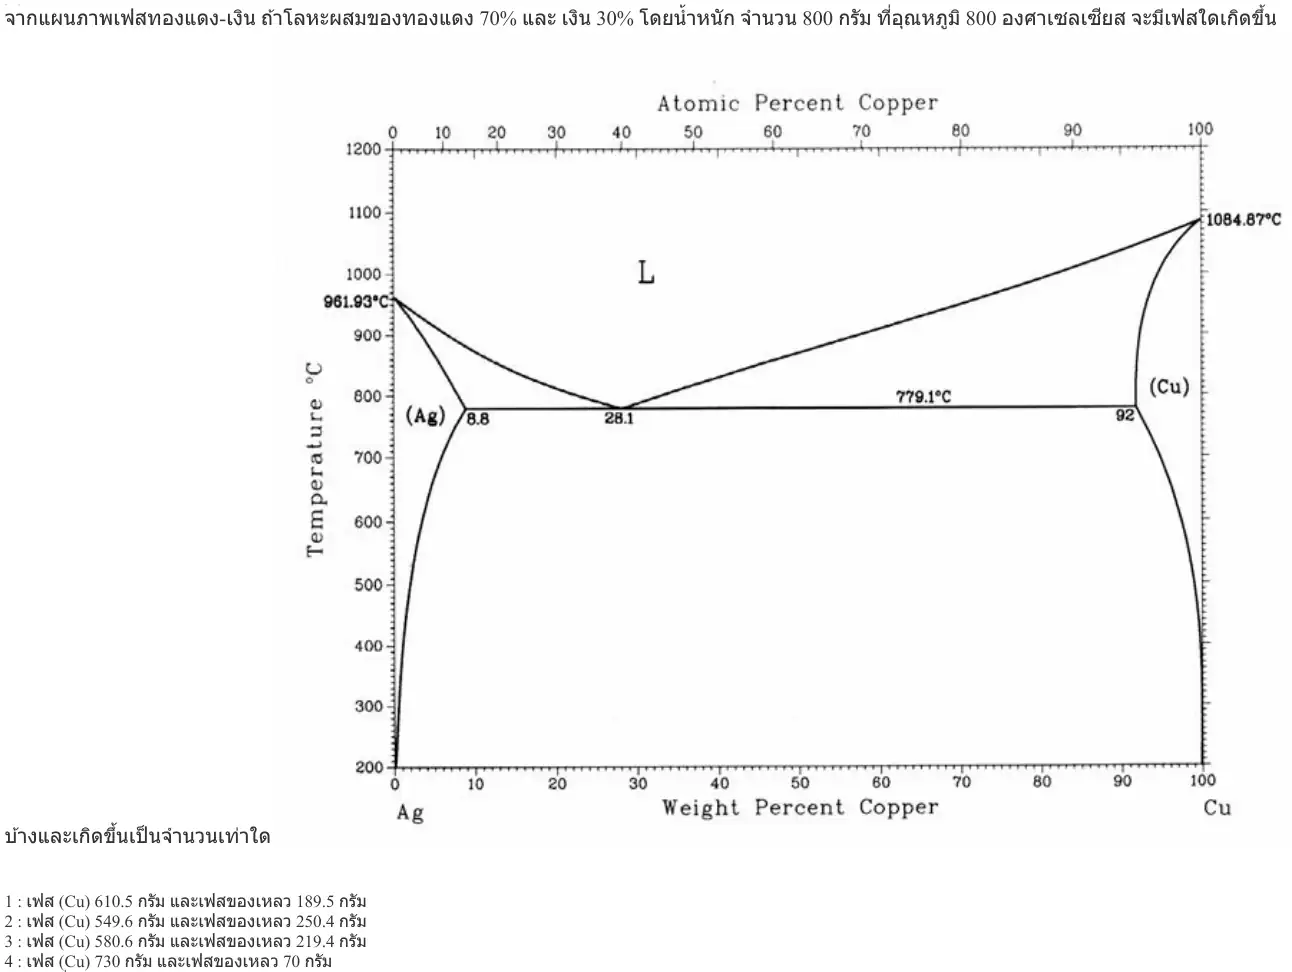 จากแผนภาพเฟสทองแดง-เงิน ถ้าโลหะผสมของทองแดง 70% และ เงิน 30% โดยน้ำหนัก จำนวน 800 กรัม ที่อุณหภูมิ 800 องศาเซลเซียส จะมีเฟสใดเกิดขึ้น
Atomic Percent Copper
0 10 20 30 40 50 60 70 80 90 100
1200
1100
1084.87°C
L
1000
961.93°C
900
Temperature °C
800
(Cu)
779.1°C
(Ag)
8.8 28.1 92
700
600
500
400
300
200
0 10 20 30 40 50 60 70 80 90 100
Ag Weight Percent Copper Cu
บ้างและเกิดขึ้นเป็นจำนวนเท่าใด
1 : เฟส (Cu) 610.5 กรัม และเฟสของเหลว 189.5 กรัม
2 : เฟส (Cu) 549.6 กรัม และเฟสของเหลว 250.4 กรัม
3 : เฟส (Cu) 580.6 กรัม และเฟสของเหลว 219.4 กรัม
4 : เฟส (Cu) 730 กรัม และเฟสของเหลว 70 กรัม